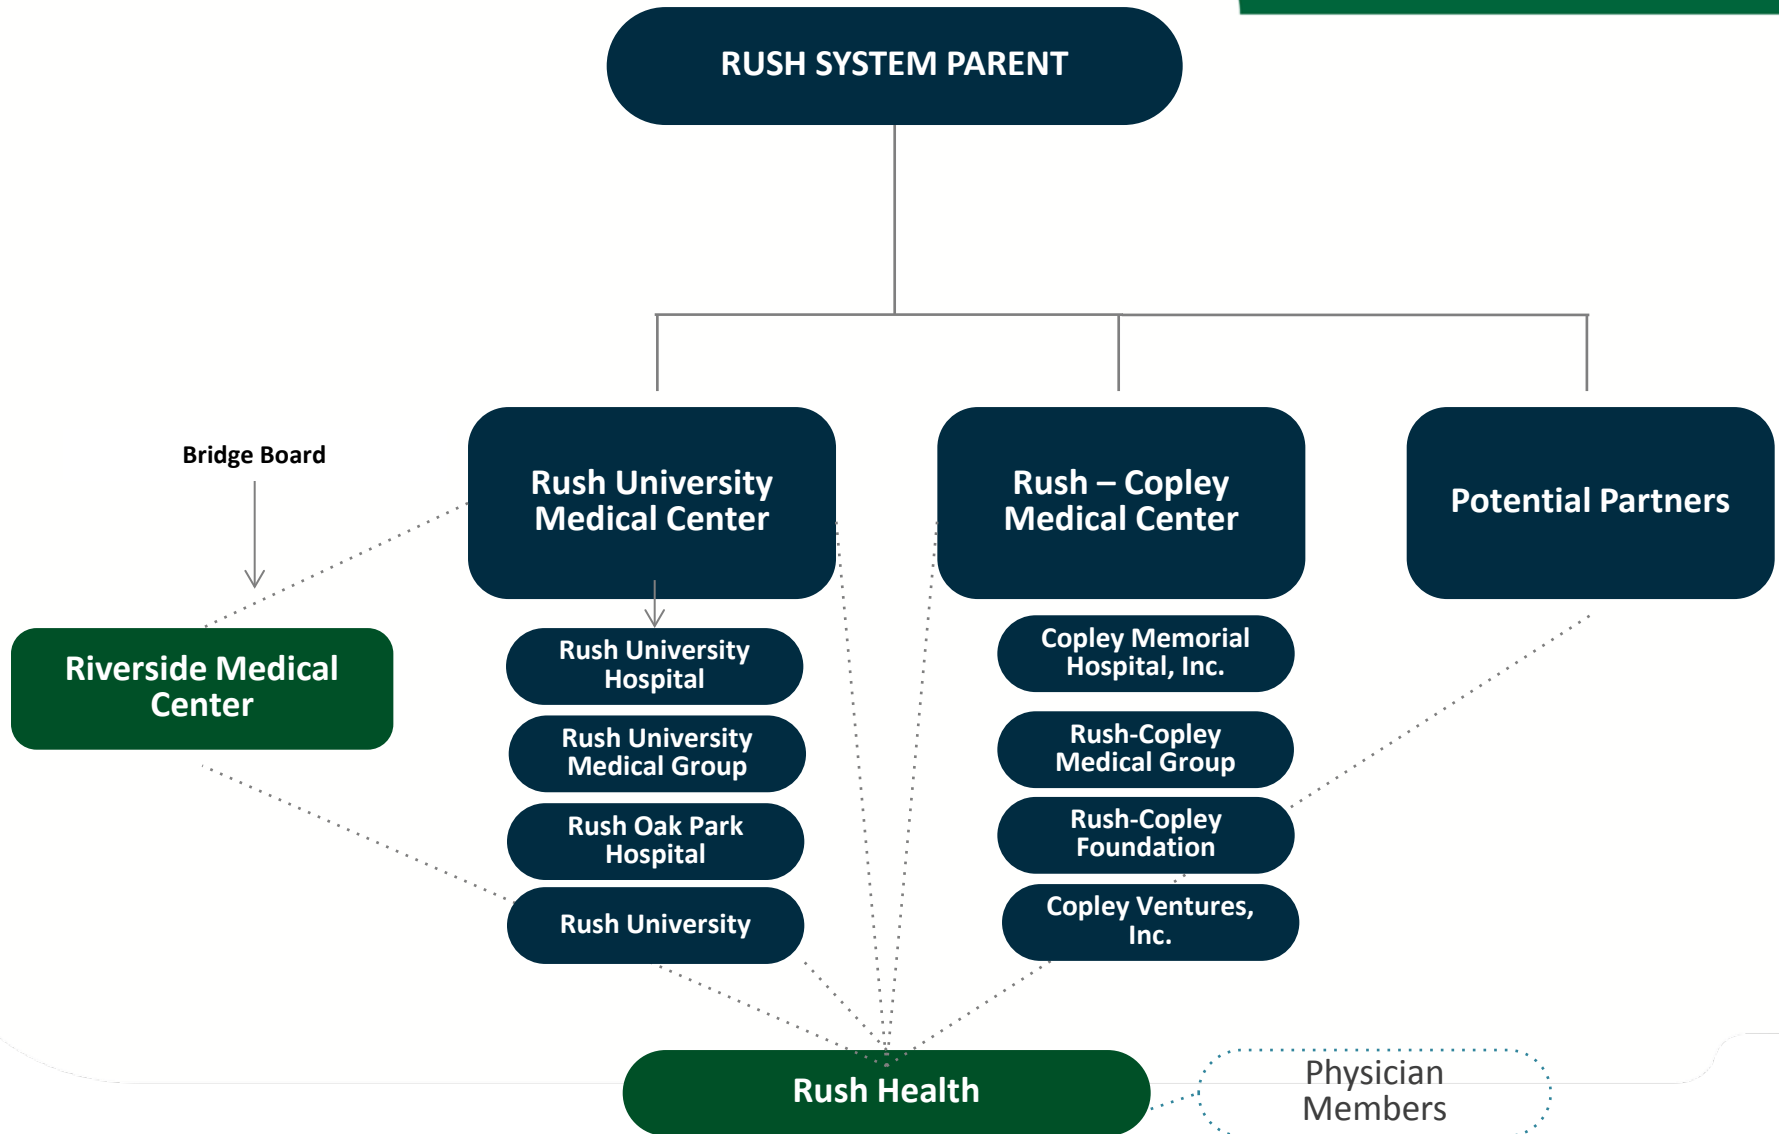 RUSH SYSTEM PARENT
Bridge Board
Rush University
Medical Center
Rush – Copley
Medical Center
Potential Partners
Riverside Medical
Center
Rush University
Hospital
Rush University
Medical Group
Rush Oak Park
Hospital
Rush University
Copley Memorial
Hospital, Inc.
Rush-Copley
Medical Group
Rush-Copley
Foundation
Copley Ventures,
Inc.
Rush Health
Physician
Members